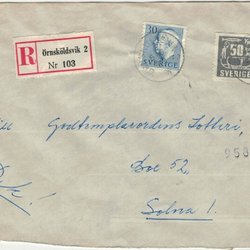 R Örnsköldsvik 2
Nr 103
30
SVERIGE
50
SVERIGE
Godtemplarordens Lotteri
Box 52,
Solna 1.